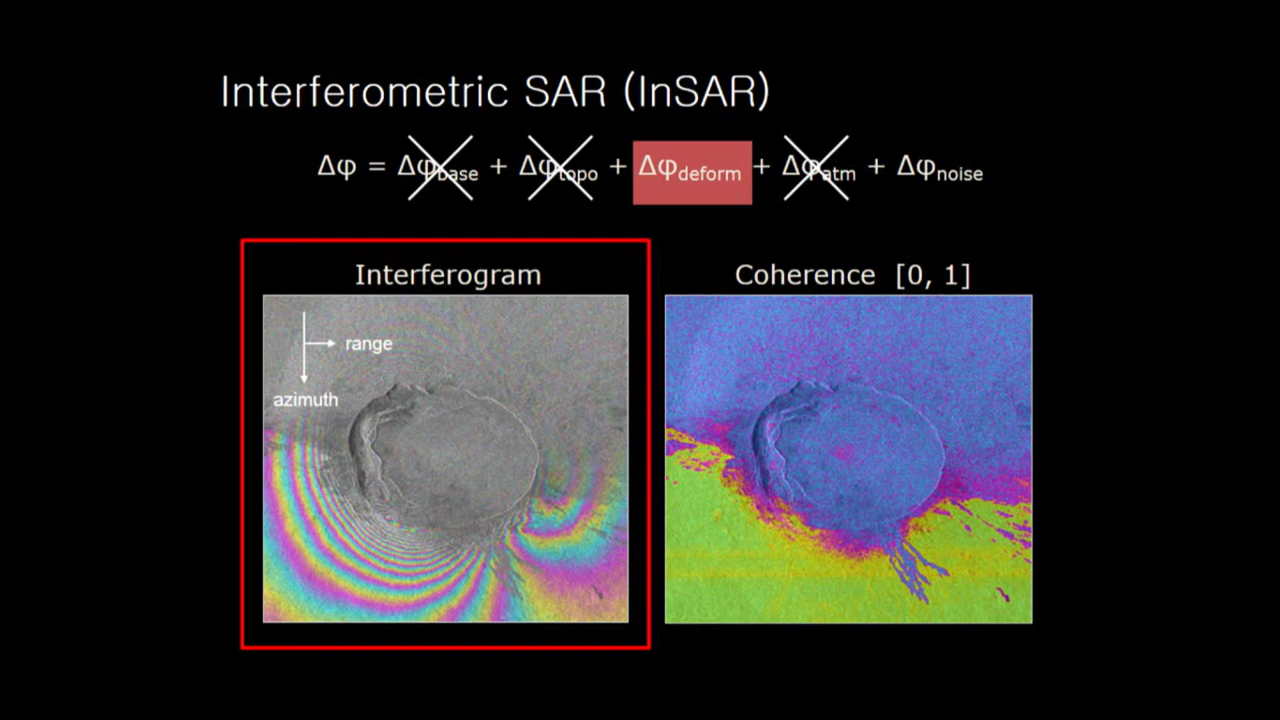 Interferometric SAR (InSAR)
Δφ = Δφbase + Δφtopo + Δφdeform + Δφatm + Δφnoise
Interferogram
Coherence [0, 1]
range
azimuth